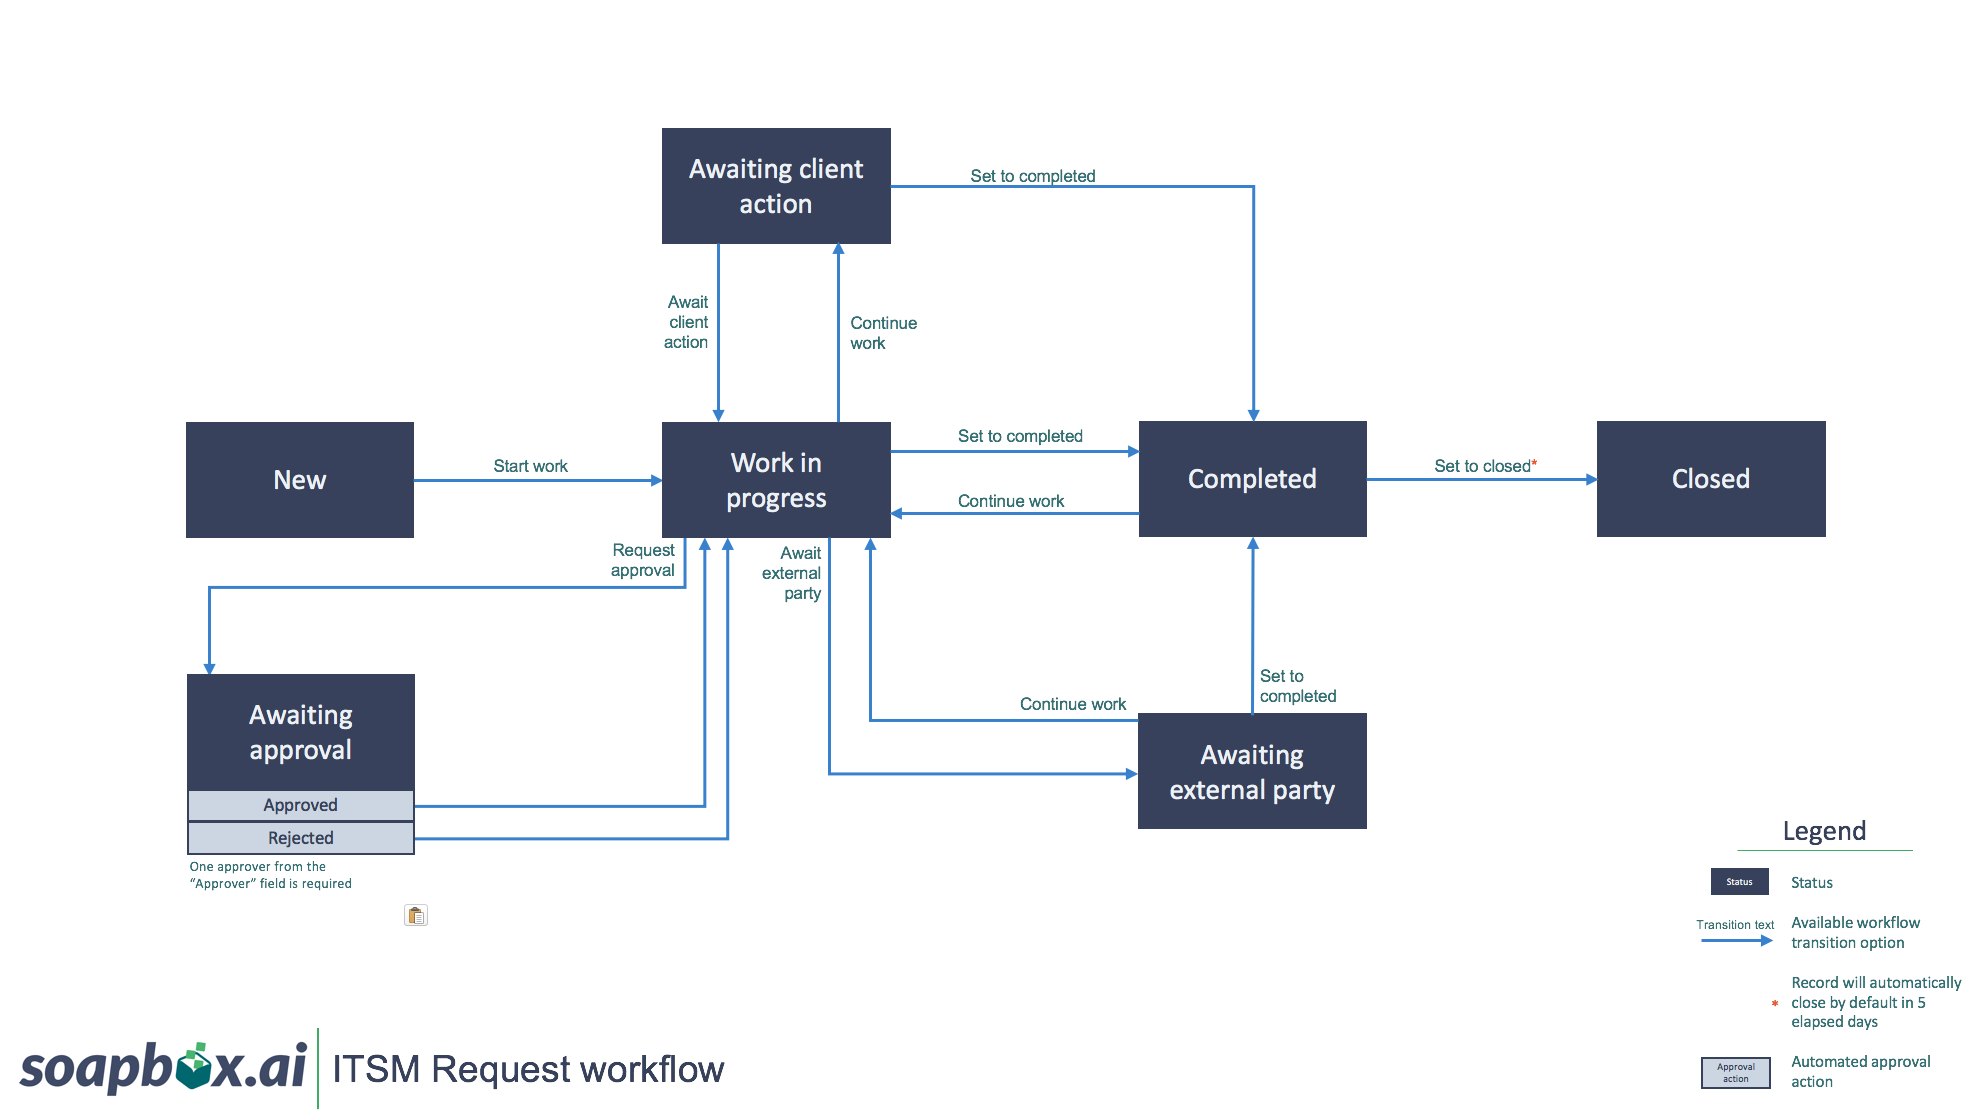 Awaiting client
action
Set to completed
Await
client
action
Continue
work
New
Start work
Work in
progress
Set to completed
Continue work
Completed
Set to closed*
Closed
Request
approval
Await
external
party
Awaiting
approval
Approved
Rejected
One approver from the
“Approver” field is required
Continue work
Set to
completed
Awaiting
external party
Legend
Status
Status
Transition text
Available workflow
transition option
*
Record will automatically
close by default in 5
elapsed days
Approval
action
Automated approval
action
soapbox.ai
ITSM Request workflow